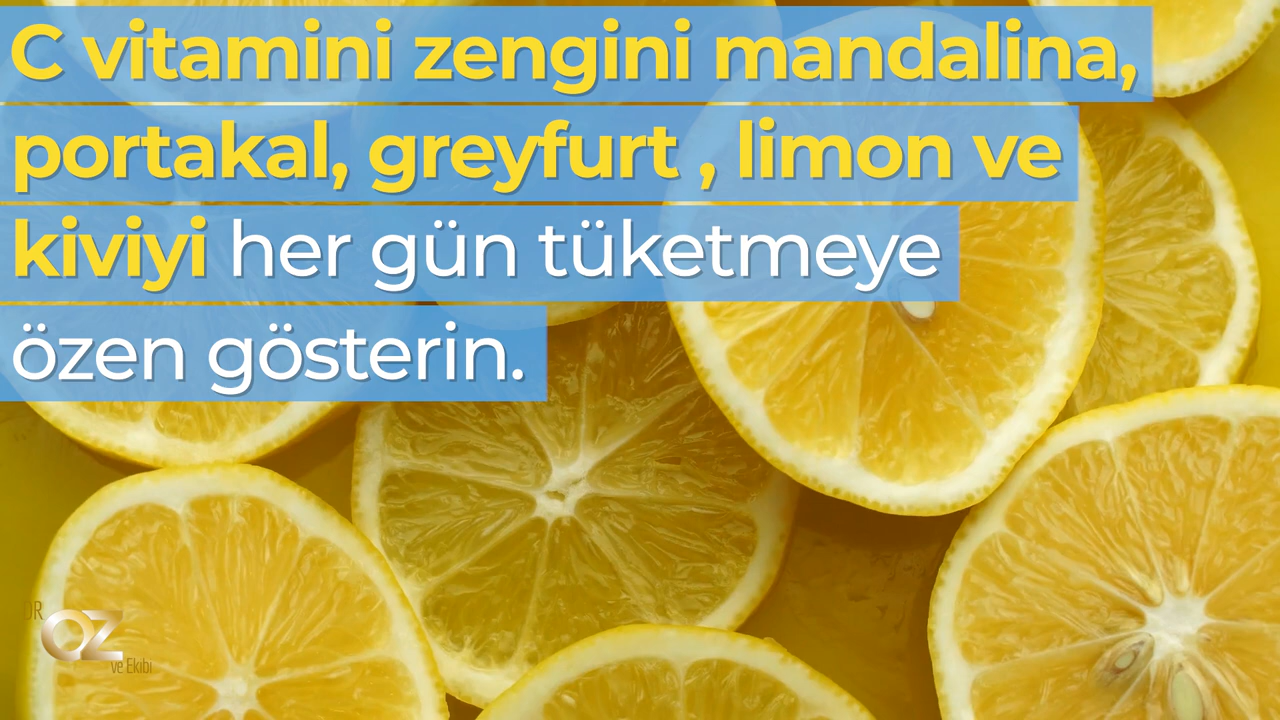 C vitamini zengini mandalina,
portakal, greyfurt , limon ve
kiviyi her gün tüketmeye
özen gösterin.
DR
OZ
ve Ekibi